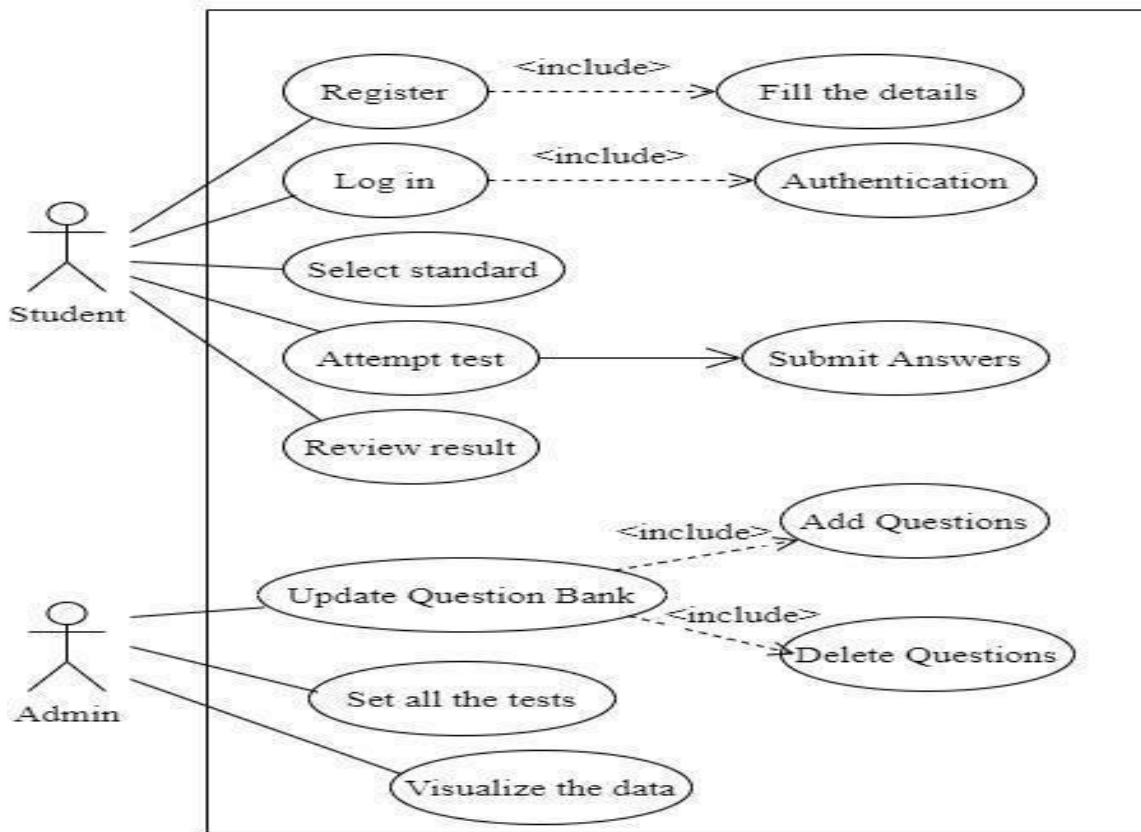 <include>
Register
Fill the details
<include>
Log in
Authentication
Select standard
Student
Attempt test
Submit Answers
Review result
Add Questions
<include>
Update Question Bank
<include>
Delete Questions
Set all the tests
Admin
Visualize the data